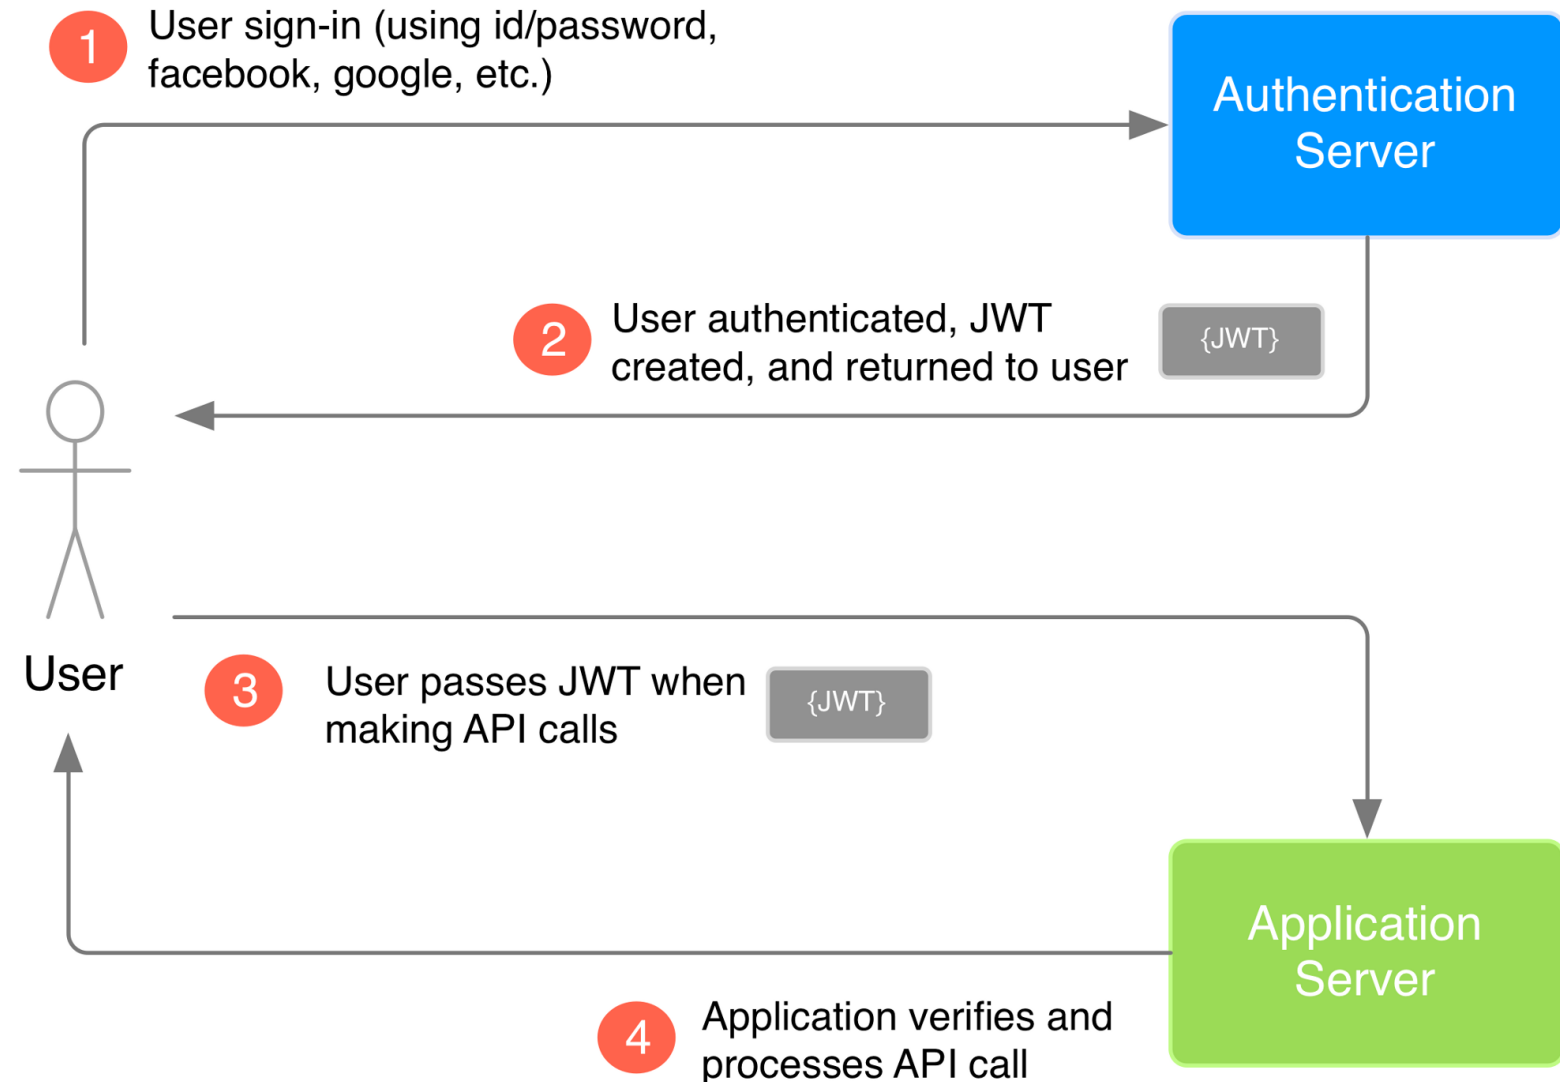 1
User sign-in (using id/password,
facebook, google, etc.)
Authentication
Server
2
User authenticated, JWT
created, and returned to user
{JWT}
User
3
User passes JWT when
making API calls
{JWT}
Application
Server
4
Application verifies and
processes API call